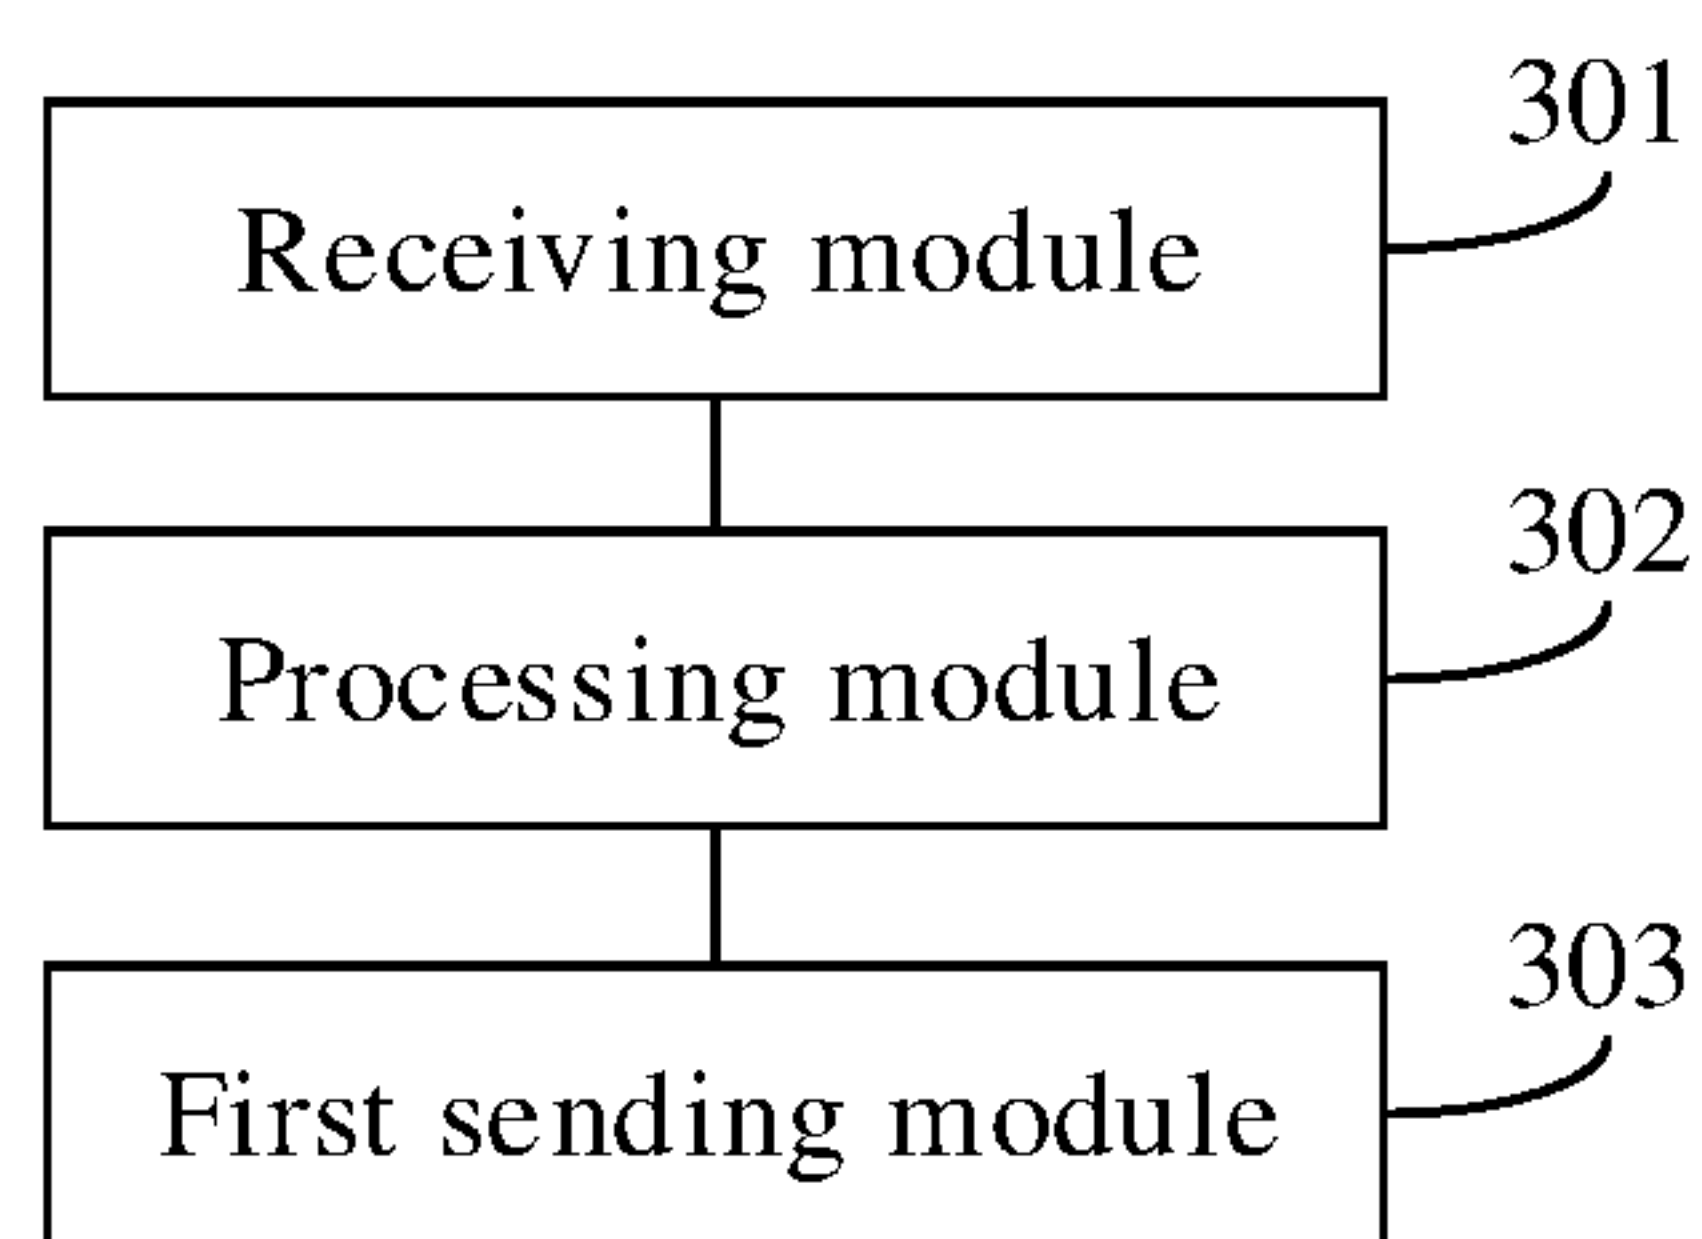 301
Receiving module
302
Processing module
303
First sending module